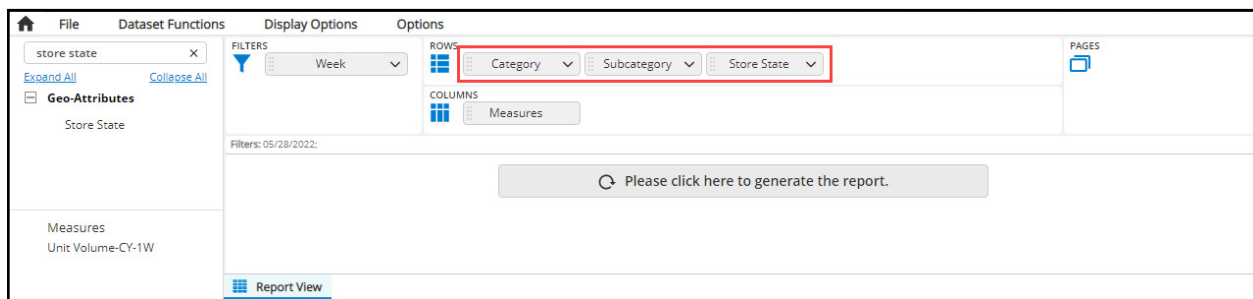 File Dataset Functions Display Options Options
store state
Expand All Collapse All
Geo-Attributes
Store State
Measures
Unit Volume-CY-1W
FILTERS
Week
ROWS
Category Subcategory Store State
COLUMNS
Measures
PAGES
Filters: 05/28/2022;
Please click here to generate the report.
Report View